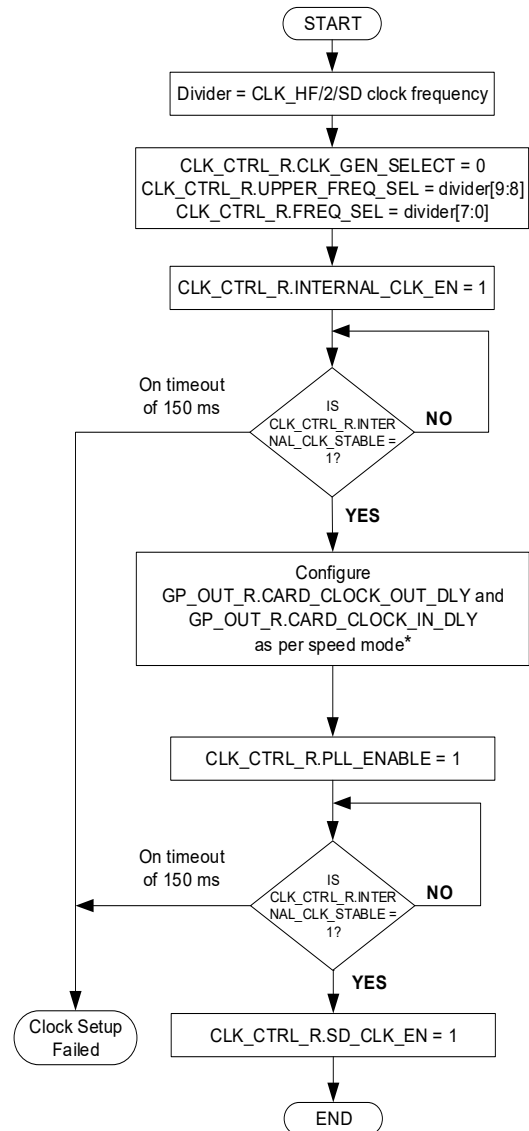 START
Divider = CLK_HF/2/SD clock frequency
CLK_CTRL_R.CLK_GEN_SELECT = 0
CLK_CTRL_R.UPPER_FREQ_SEL = divider[9:8]
CLK_CTRL_R.FREQ_SEL = divider[7:0]
CLK_CTRL_R.INTERNAL_CLK_EN = 1
On timeout
of 150 ms
IS
CLK_CTRL_R.INTER
NAL_CLK_STABLE =
1?
NO
YES
Configure
GP_OUT_R.CARD_CLOCK_OUT_DLY and
GP_OUT_R.CARD_CLOCK_IN_DLY
as per speed mode*
CLK_CTRL_R.PLL_ENABLE = 1
On timeout
of 150 ms
IS
CLK_CTRL_R.INTER
NAL_CLK_STABLE =
1?
NO
YES
Clock Setup
Failed
CLK_CTRL_R.SD_CLK_EN = 1
END